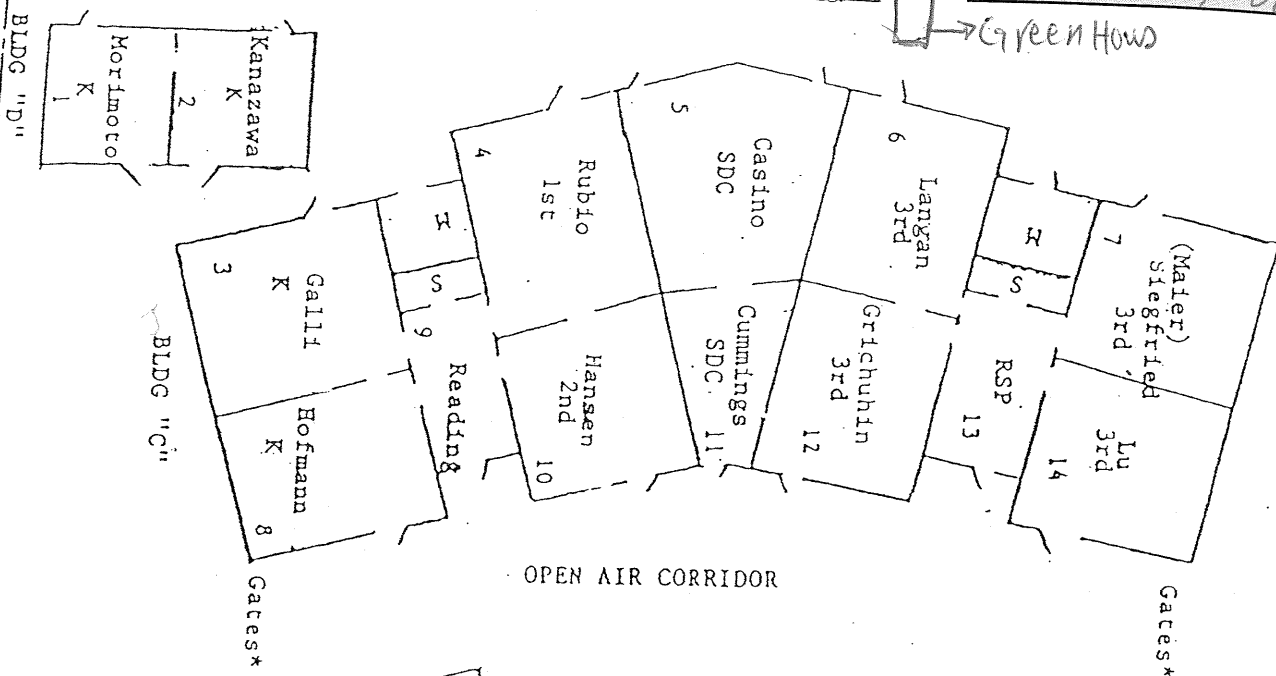 → Green Hous
BLDG "D"
Kanazawa
K
2
Morimoto
K
1
5
Casino
SDC
6
Langan
3rd
4
Rubio
1st
S
7
(Maier)
Siegfried
3rd
S
3
Galli
K
9
Reading
Hansen
2nd
10
Cummings
SDC
11
Grichuhin
3rd
12
RSP
13
Lu
3rd
14
Hofmann
K
8
BLDG "C"
OPEN AIR CORRIDOR
Gates*
Gates*